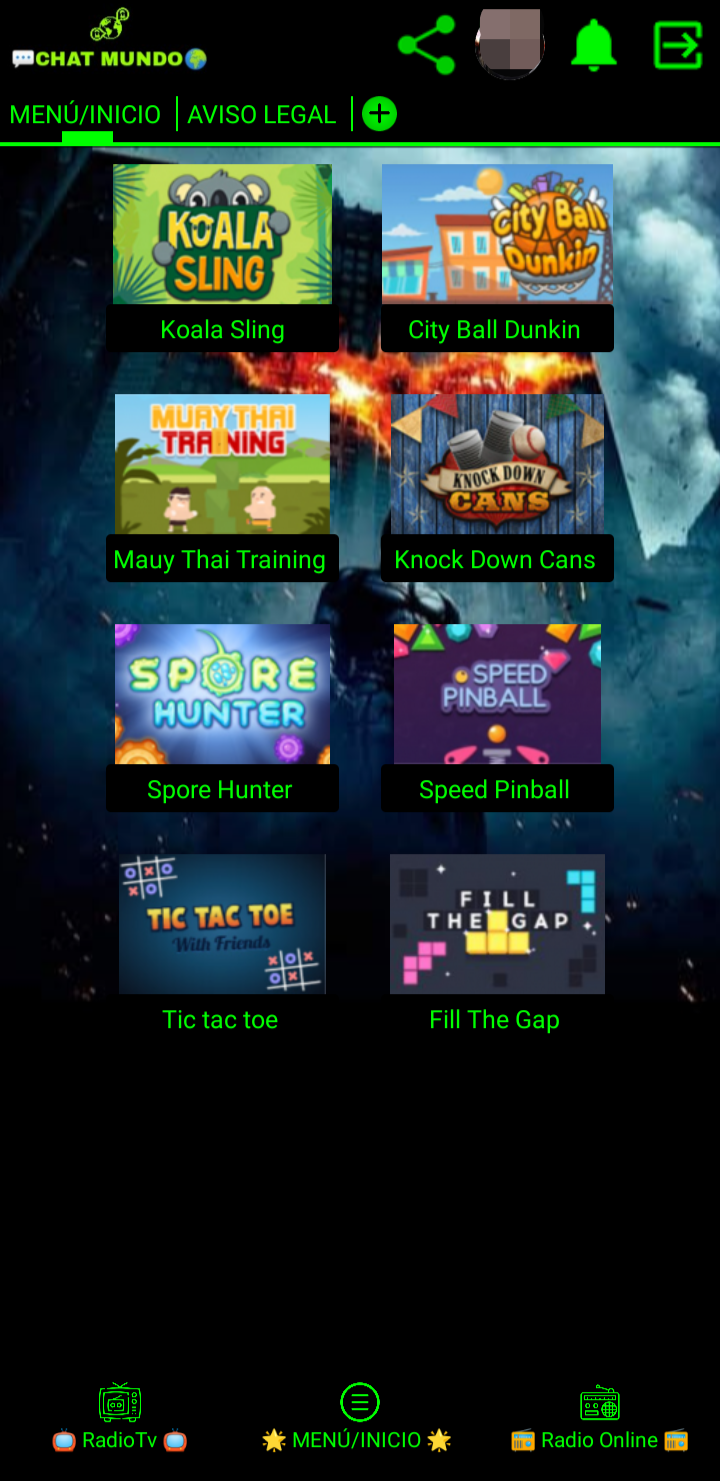 💬CHAT MUNDO🌍
MENÚ/INICIO
AVISO LEGAL
KOALA
SLING
Koala Sling
City Ball
Dunkin
City Ball Dunkin
MUAY THAI
TRAINING
Mauy Thai Training
KNOCK DOWN
CANS
Knock Down Cans
SPORE
HUNTER
Spore Hunter
SPEED
PINBALL
Speed Pinball
TIC TAC TOE
With Friends
Tic tac toe
FILL
THE GAP
Fill The Gap
📺 RadioTv 📺
🌟 MENÚ/INICIO 🌟
📻 Radio Online 📻